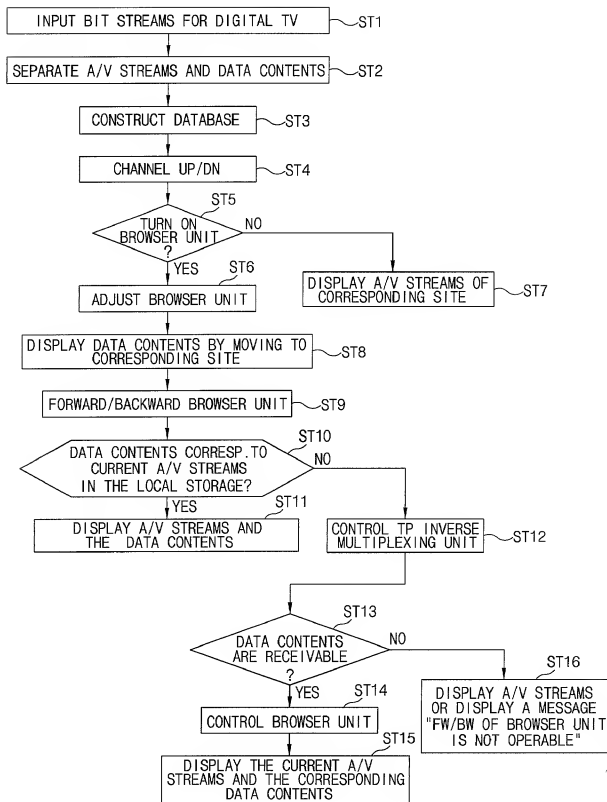 INPUT BIT STREAMS FOR DIGITAL TV
ST1
SEPARATE A/V STREAMS AND DATA CONTENTS
ST2
CONSTRUCT DATABASE
ST3
CHANNEL UP/DN
ST4
ST5
TURN ON
BROWSER UNIT
?
NO
YES
ST6
ADJUST BROWSER UNIT
DISPLAY A/V STREAMS OF
CORRESPONDING SITE
ST7
DISPLAY DATA CONTENTS BY MOVING TO
CORRESPONDING SITE
ST8
FORWARD/BACKWARD BROWSER UNIT
ST9
ST10
DATA CONTENTS CORRESP.TO
CURRENT A/V STREAMS
IN THE LOCAL STORAGE?
NO
YES
ST11
DISPLAY A/V STREAMS AND
THE DATA CONTENTS
CONTROL TP INVERSE
MULTIPLEXING UNIT
ST12
ST13
DATA CONTENTS
ARE RECEIVABLE
?
NO
YES
ST14
CONTROL BROWSER UNIT
ST16
DISPLAY A/V STREAMS
OR DISPLAY A MESSAGE
"FW/BW OF BROWSER UNIT
IS NOT OPERABLE"
ST15
DISPLAY THE CURRENT A/V
STREAMS AND THE CORRESPONDING
DATA CONTENTS